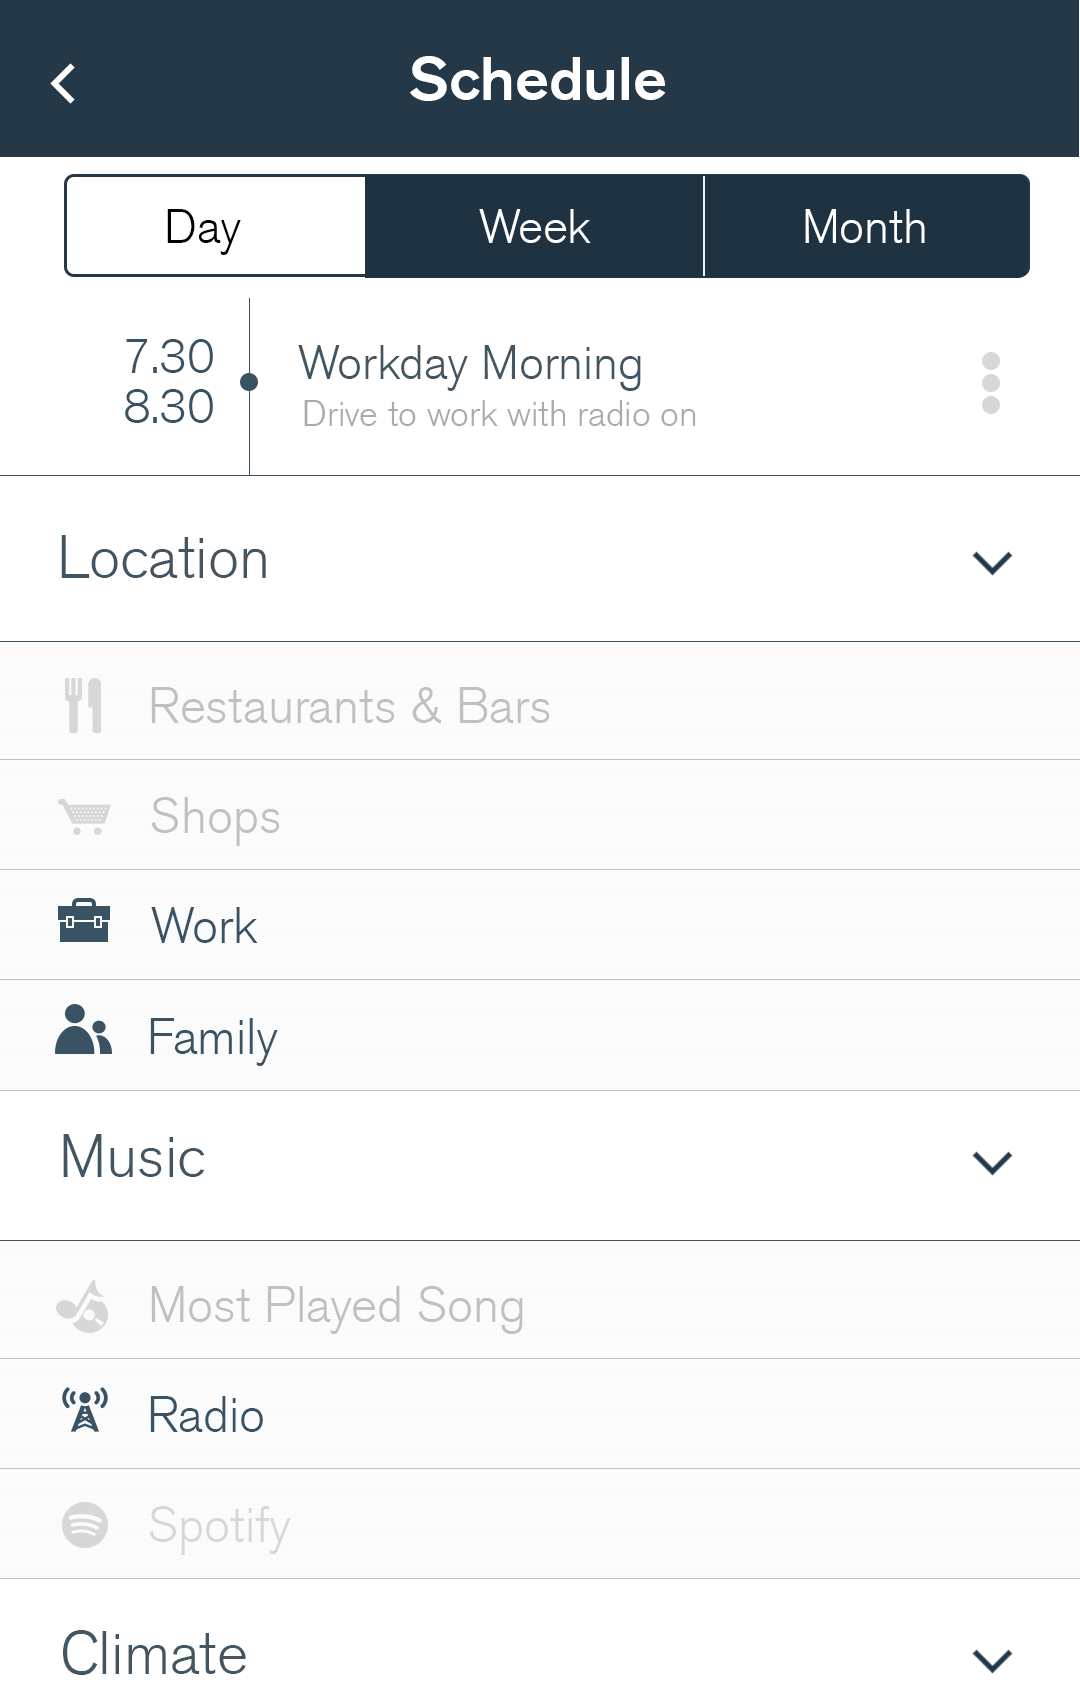 Schedule
Day Week Month
7.30
8.30
Workday Morning
Drive to work with radio on
Location
Restaurants & Bars
Shops
Work
Family
Music
Most Played Song
Radio
Spotify
Climate